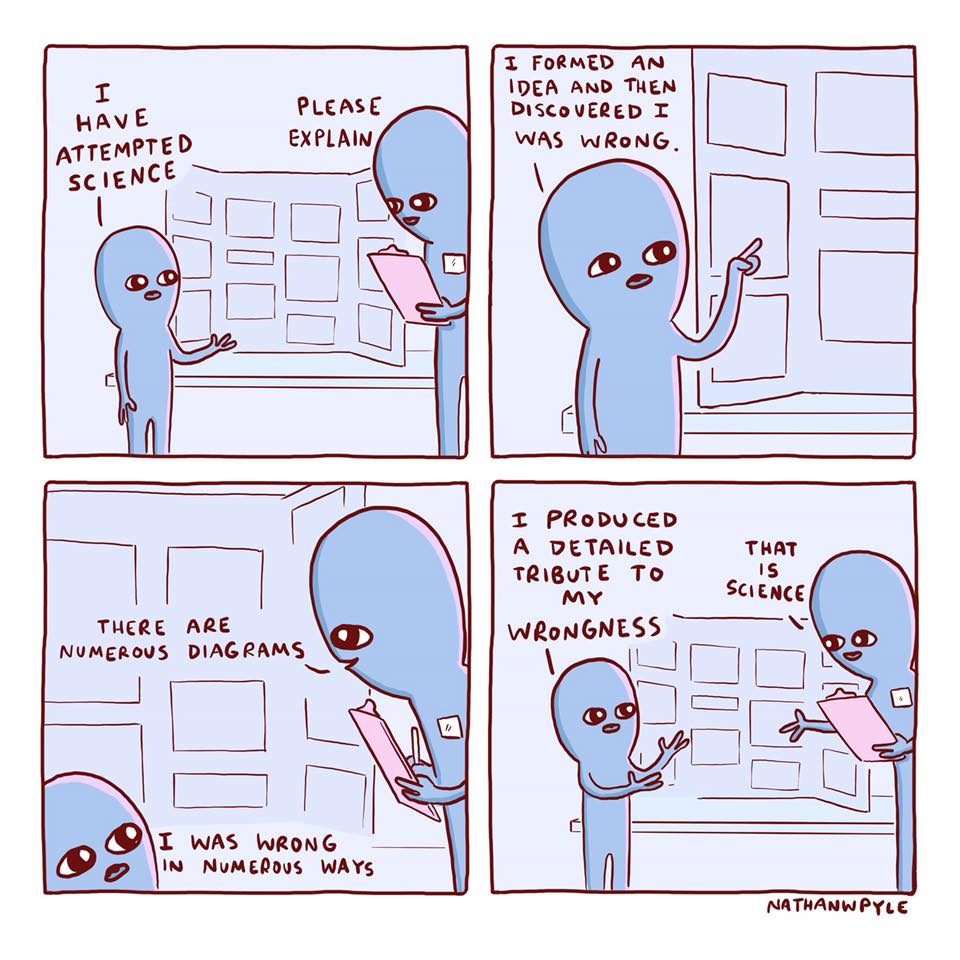 I
HAVE
ATTEMPTED
SCIENCE
PLEASE
EXPLAIN
I FORMED AN
IDEA AND THEN
DISCOVERED I
WAS WRONG.
THERE ARE
NUMEROUS DIAGRAMS
I WAS WRONG
IN NUMEROUS WAYS
I PRODUCED
A DETAILED
TRIBUTE TO
MY
WRONGNESS
THAT
IS
SCIENCE
NATHANWPYLE